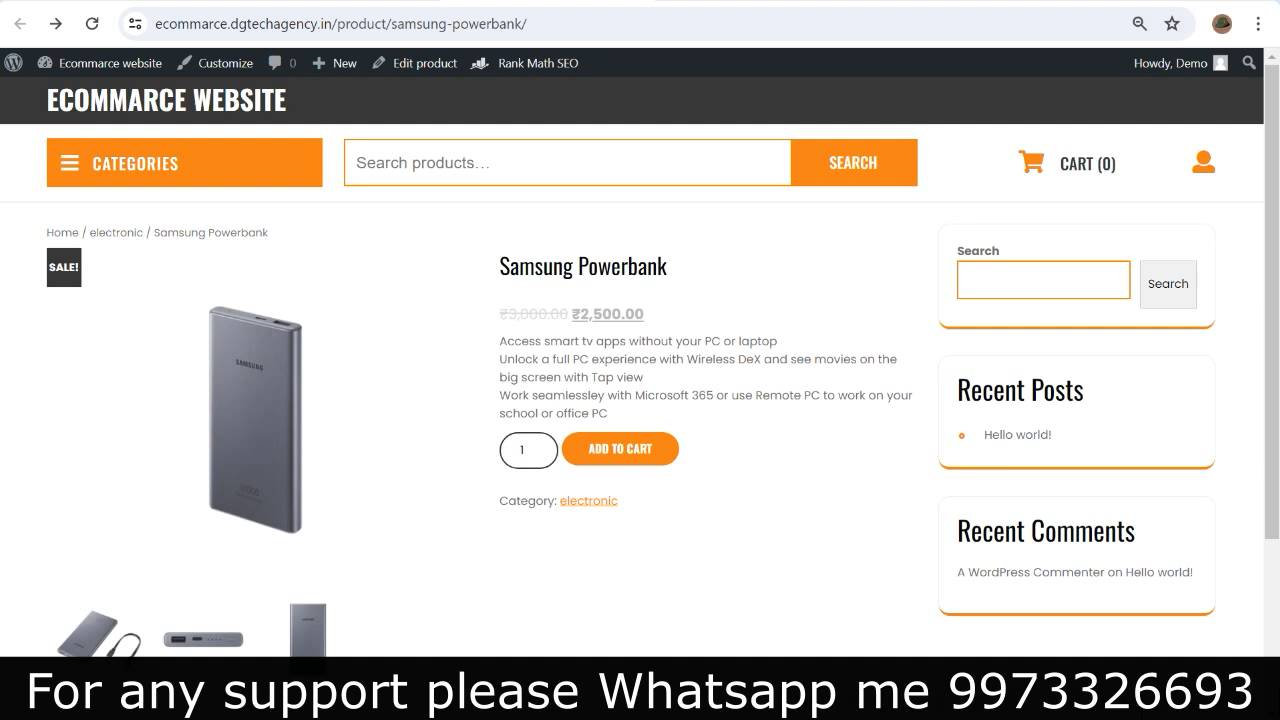 ecommerce.dgtechagency.in/product/samsung-powerbank/
Ecommerce website Customize 0 New Edit product Rank Math SEO Howdy, Demo
ECOMMARCE WEBSITE
CATEGORIES Search products... SEARCH CART (0)
Home / electronic / Samsung Powerbank
SALE!
SAMSUNG
Samsung Powerbank
₹3,000.00 ₹2,500.00
Access smart tv apps without your PC or laptop
Unlock a full PC experience with Wireless DeX and see movies on the
big screen with Tap view
Work seamlessley with Microsoft 365 or use Remote PC to work on your
school or office PC
1 ADD TO CART
Category: electronic
Search
Search
Recent Posts
Hello world!
Recent Comments
A WordPress Commenter on Hello world!
For any support please Whatsapp me 9973326693